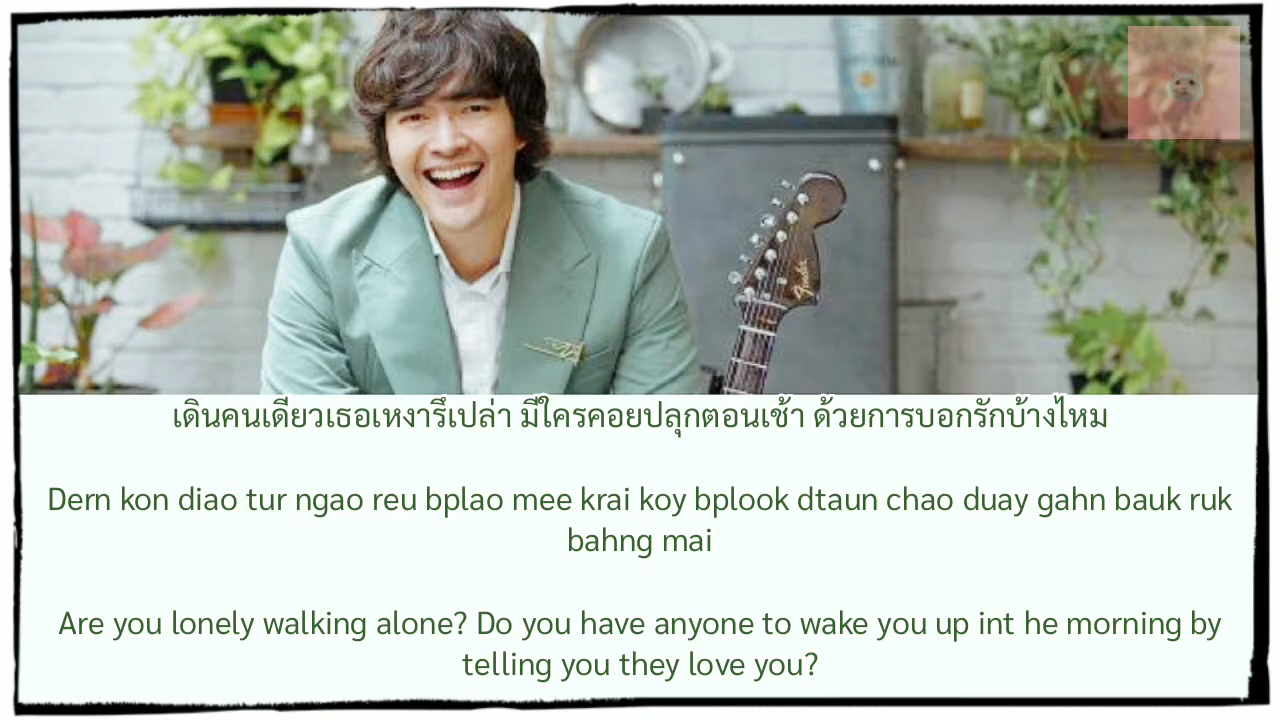 Fender
เดินคนเดียวเธอเหงารึเปล่า มีใครคอยปลุกตอนเช้า ด้วยการบอกรักบ้างไหม
Dern kon diao tur ngao reu bplao mee krai koy bplook dtaun chao duay gahn bauk ruk
bahng mai
Are you lonely walking alone? Do you have anyone to wake you up int he morning by
telling you they love you?